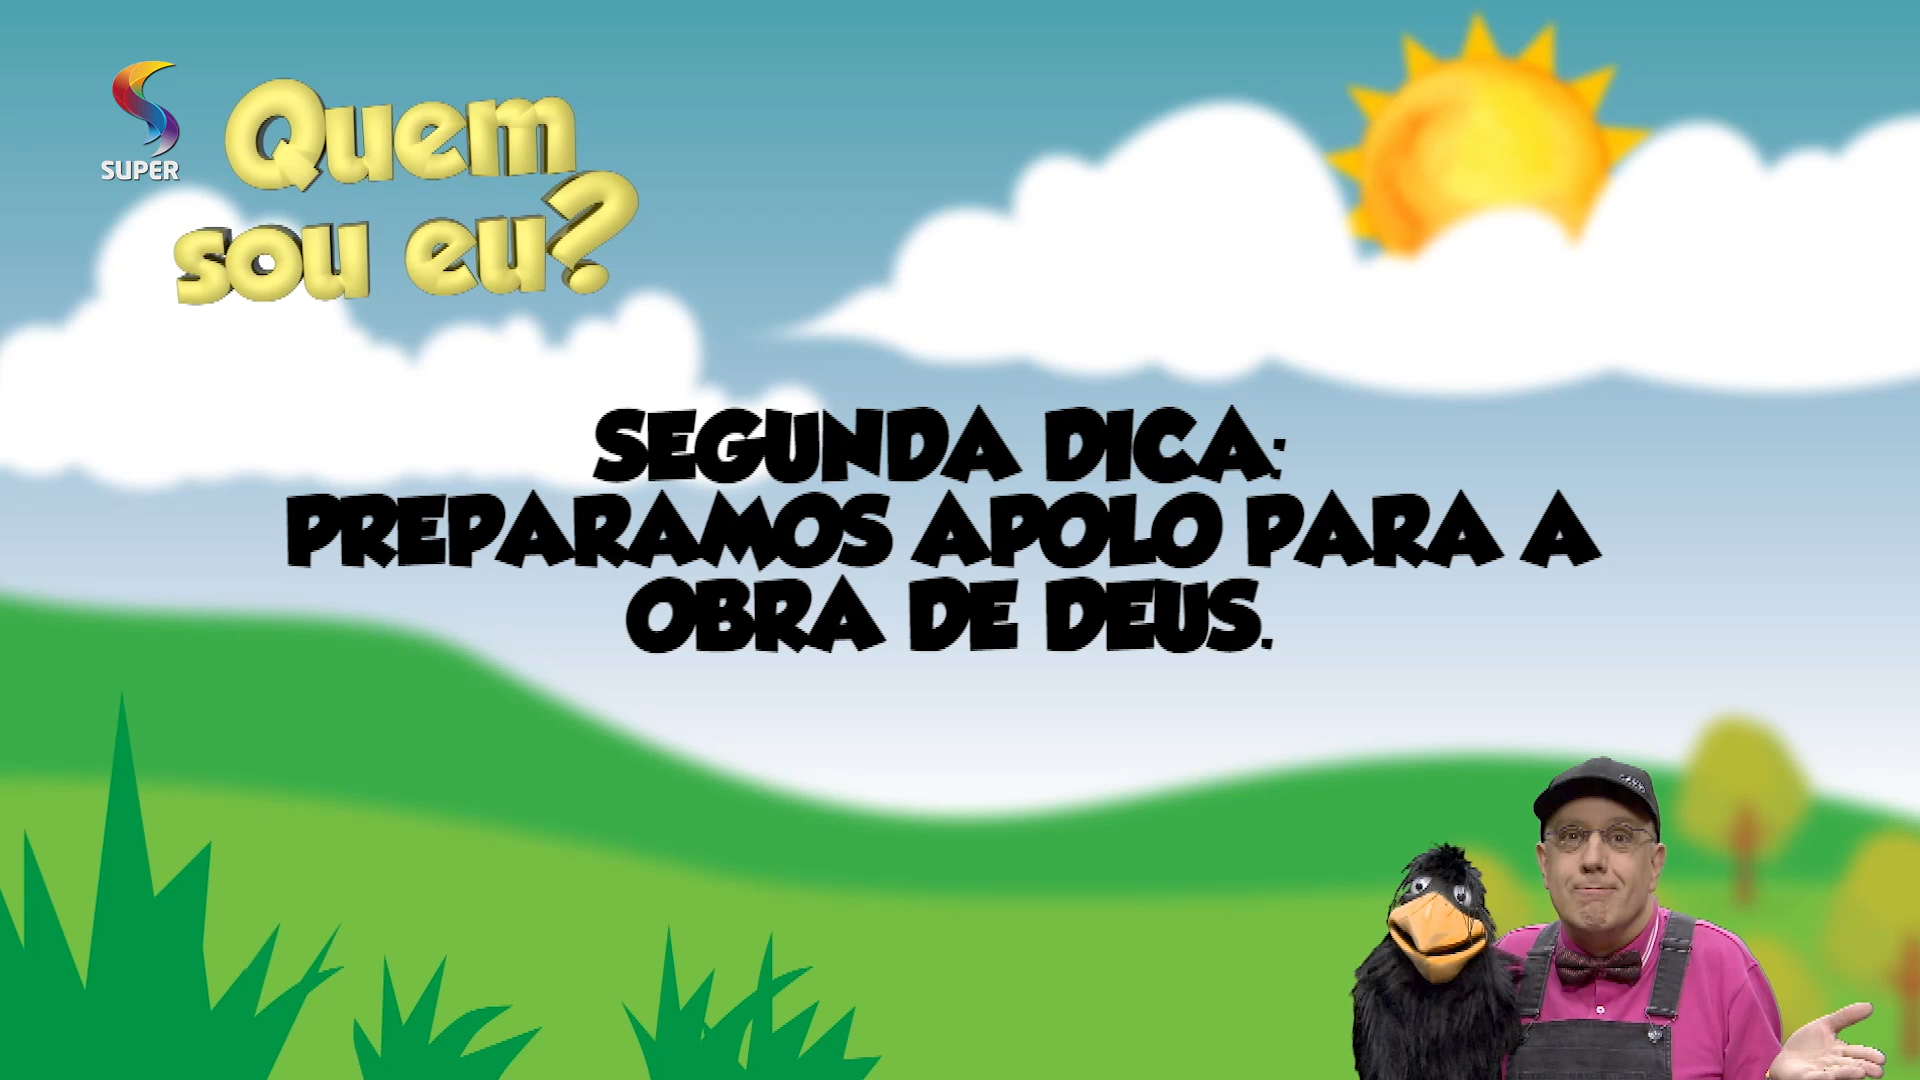 SUPER
Quem
sou eu?
SEGUNDA DICA:
PREPARAMOS APOLO PARA A
OBRA DE DEUS.